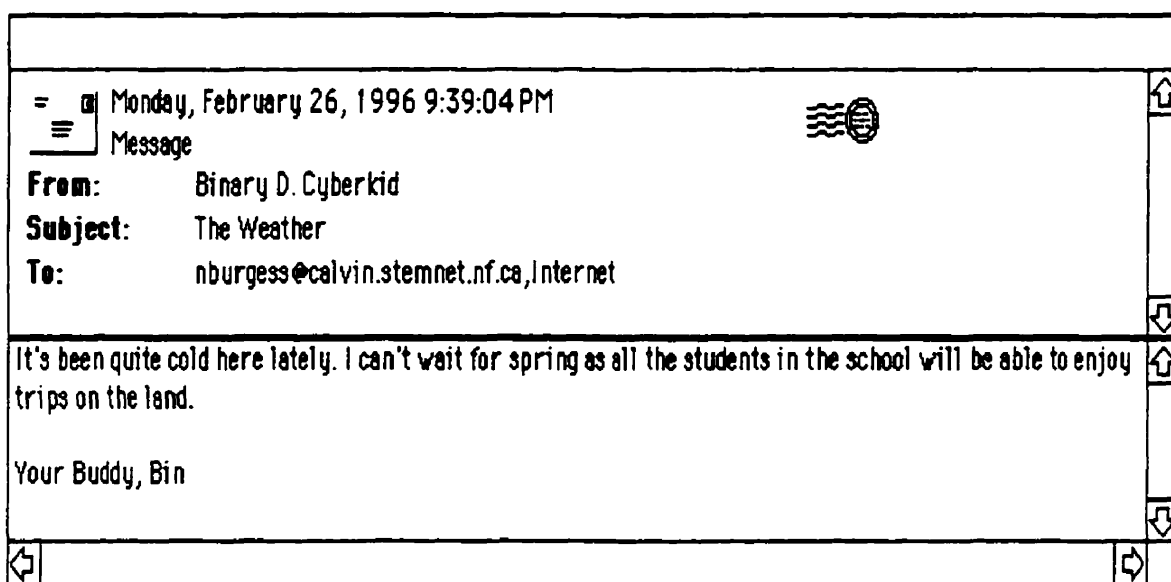 Monday, February 26, 1996 9:39:04 PM
Message
From: Binary D. Cyberkid
Subject: The Weather
To: nburgess@calvin.stemnet.nf.ca,Internet
It's been quite cold here lately. I can't wait for spring as all the students in the school will be able to enjoy
trips on the land.
Your Buddy, Bin